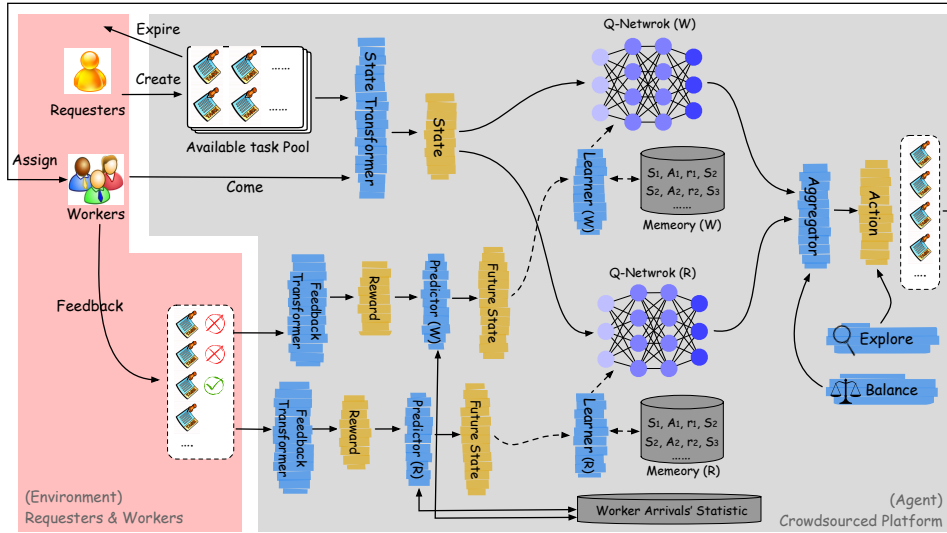 Q-Netwrok (W)
Expire
Create
Requesters
......
......
Available task Pool
State Transformer
State
Assign
Workers
Come
Learner (W)
S1, A1, r1, S2
S2, A2, r2, S3
......
Memeory (W)
Aggregator
Action
....
Feedback
Feedback
Transformer
Reward
Predictor (W)
Future State
Q-Netwrok (R)
Explore
Balance
....
Feedback
Transformer
Reward
Predictor (R)
Future State
Learner (R)
S1, A1, r1, S2
S2, A2, r2, S3
......
Memeory (R)
Worker Arrivals' Statistic
(Environment)
Requesters & Workers
(Agent)
Crowdsourced Platform